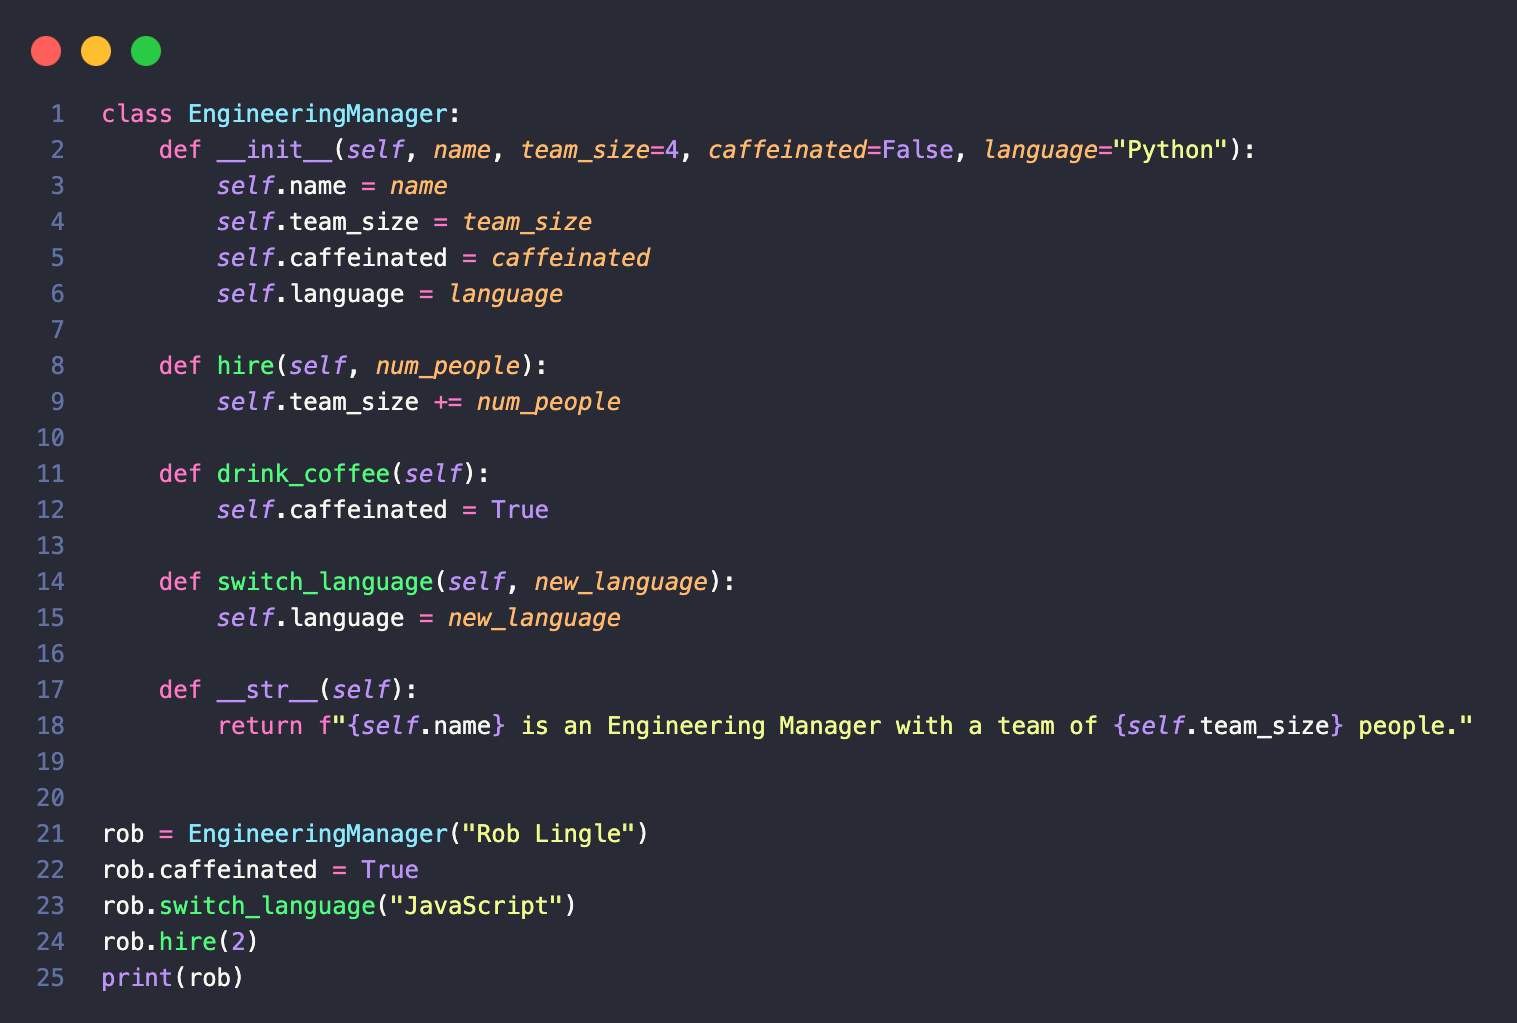 1 class EngineeringManager:
2     def __init__(self, name, team_size=4, caffeinated=False, language="Python"):
3         self.name = name
4         self.team_size = team_size
5         self.caffeinated = caffeinated
6         self.language = language
7
8     def hire(self, num_people):
9         self.team_size += num_people
10
11     def drink_coffee(self):
12         self.caffeinated = True
13
14     def switch_language(self, new_language):
15         self.language = new_language
16
17     def __str__(self):
18         return f"{self.name} is an Engineering Manager with a team of {self.team_size} people."
19
20
21 rob = EngineeringManager("Rob Lingle")
22 rob.caffeinated = True
23 rob.switch_language("JavaScript")
24 rob.hire(2)
25 print(rob)